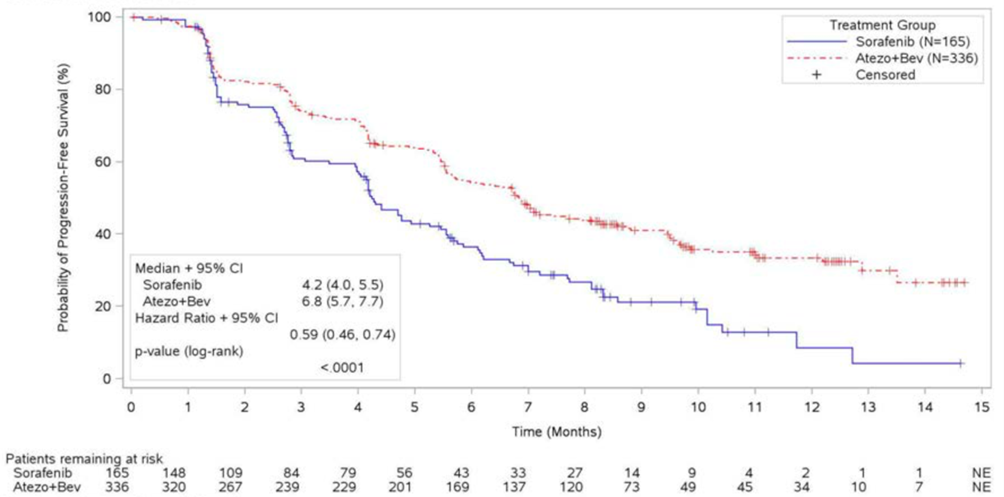 Probability of Progression-Free Survival (%)
100
80
60
40
20
0
Treatment Group
Sorafenib (N=165)
Atezo+Bev (N=336)
+ Censored
Median + 95% CI
Sorafenib 4.2 (4.0, 5.5)
Atezo+Bev 6.8 (5.7, 7.7)
Hazard Ratio + 95% CI
0.59 (0.46, 0.74)
p-value (log-rank)
<.0001
0 1 2 3 4 5 6 7 8 9 10 11 12 13 14 15
Time (Months)
Patients remaining at risk
Sorafenib 165 148 109 84 79 56 43 33 27 14 9 4 2 1 1 NE
Atezo+Bev 336 320 267 239 229 201 169 137 120 73 49 45 34 10 7 NE